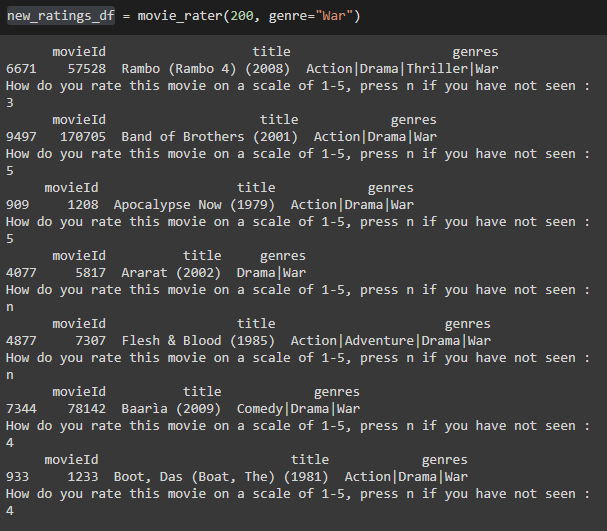 new_ratings_df = movie_rater(200, genre="War")
movieId title genres
6671 57528 Rambo (Rambo 4) (2008) Action|Drama|Thriller|War
How do you rate this movie on a scale of 1-5, press n if you have not seen :
3
movieId title genres
9497 170705 Band of Brothers (2001) Action|Drama|War
How do you rate this movie on a scale of 1-5, press n if you have not seen :
5
movieId title genres
909 1208 Apocalypse Now (1979) Action|Drama|War
How do you rate this movie on a scale of 1-5, press n if you have not seen :
5
movieId title genres
4077 5817 Ararat (2002) Drama|War
How do you rate this movie on a scale of 1-5, press n if you have not seen :
n
movieId title genres
4877 7307 Flesh & Blood (1985) Action|Adventure|Drama|War
How do you rate this movie on a scale of 1-5, press n if you have not seen :
n
movieId title genres
7344 78142 Baarìa (2009) Comedy|Drama|War
How do you rate this movie on a scale of 1-5, press n if you have not seen :
4
movieId title genres
933 1233 Boot, Das (Boat, The) (1981) Action|Drama|War
How do you rate this movie on a scale of 1-5, press n if you have not seen :
4